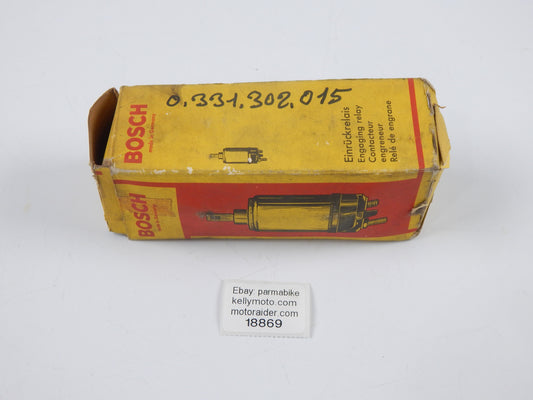 0.331.302.015
BOSCH
made in Germany
Einrückrelais
Engaging relay
Contacteur
engreneur
Relé de engrane
BOSCH
Ebay: parmabike
kellymoto.com
motoraider.com
18869